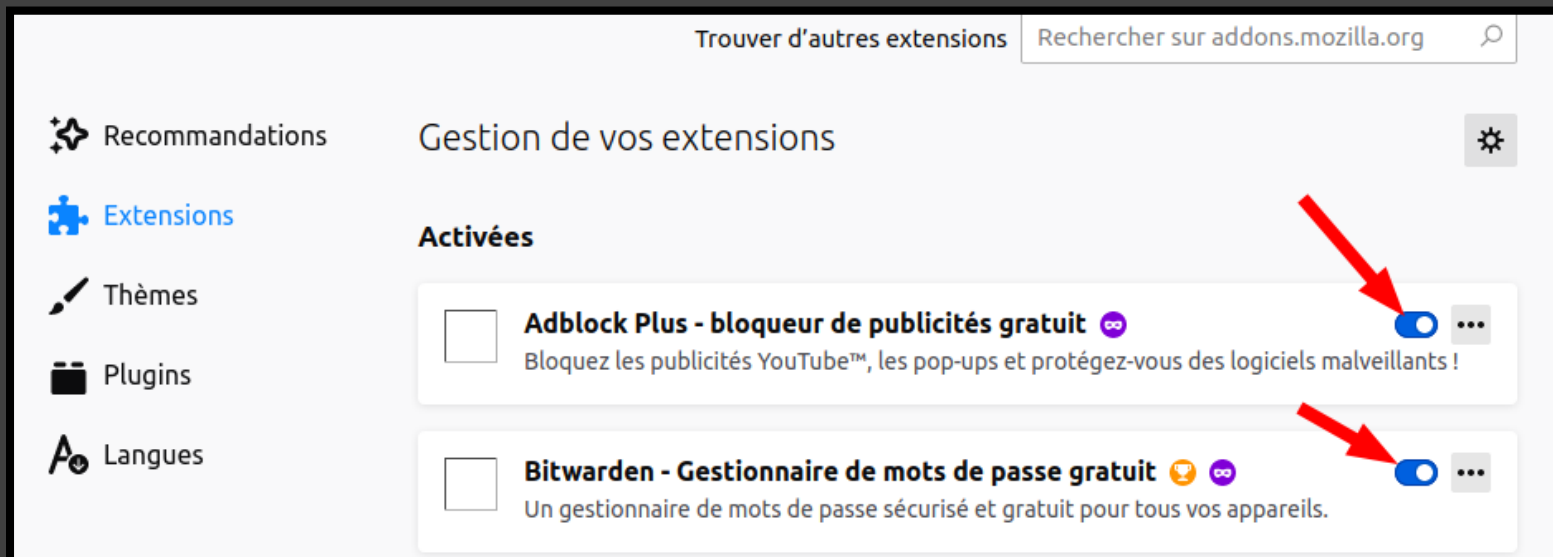 Trouver d’autres extensions
Rechercher sur addons.mozilla.org
Recommandations
Extensions
Thèmes
Plugins
Langues
Gestion de vos extensions
Activées
Adblock Plus - bloqueur de publicités gratuit
Bloquez les publicités YouTube™, les pop-ups et protégez-vous des logiciels malveillants !
Bitwarden - Gestionnaire de mots de passe gratuit
Un gestionnaire de mots de passe sécurisé et gratuit pour tous vos appareils.